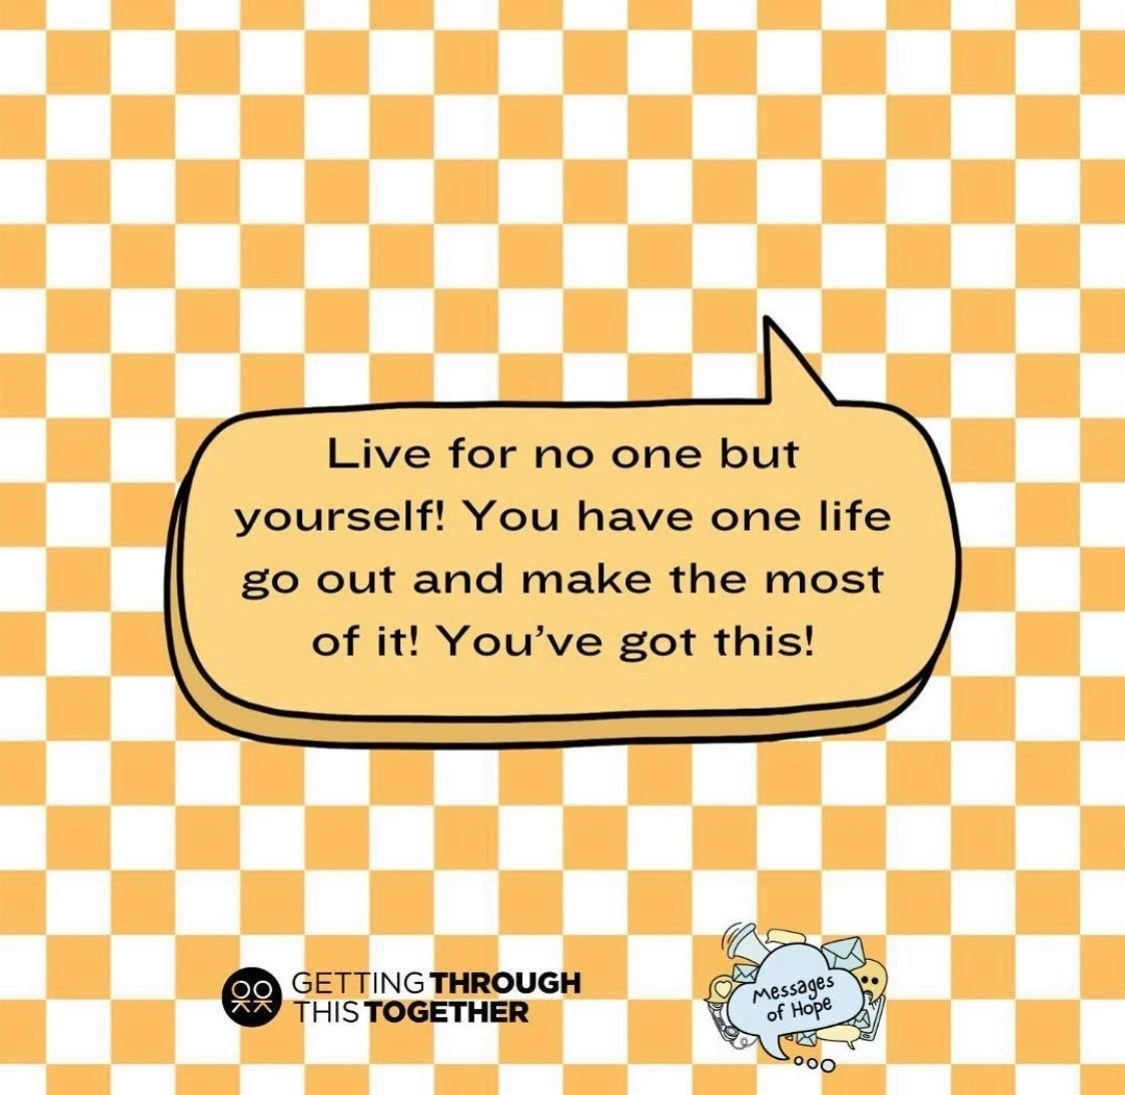 Live for no one but
yourself! You have one life
go out and make the most
of it! You've got this!
GETTING THROUGH
THIS TOGETHER
Messages
of Hope